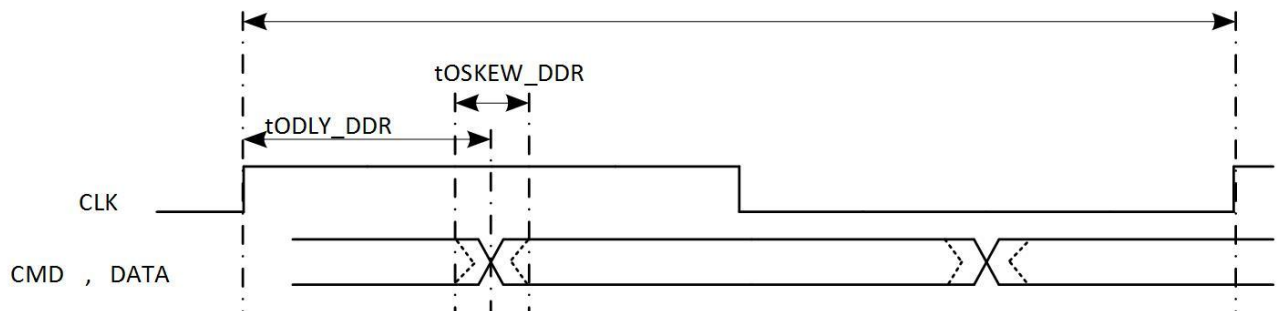 tOSKEW_DDR
tODLY_DDR
CLK
CMD , DATA